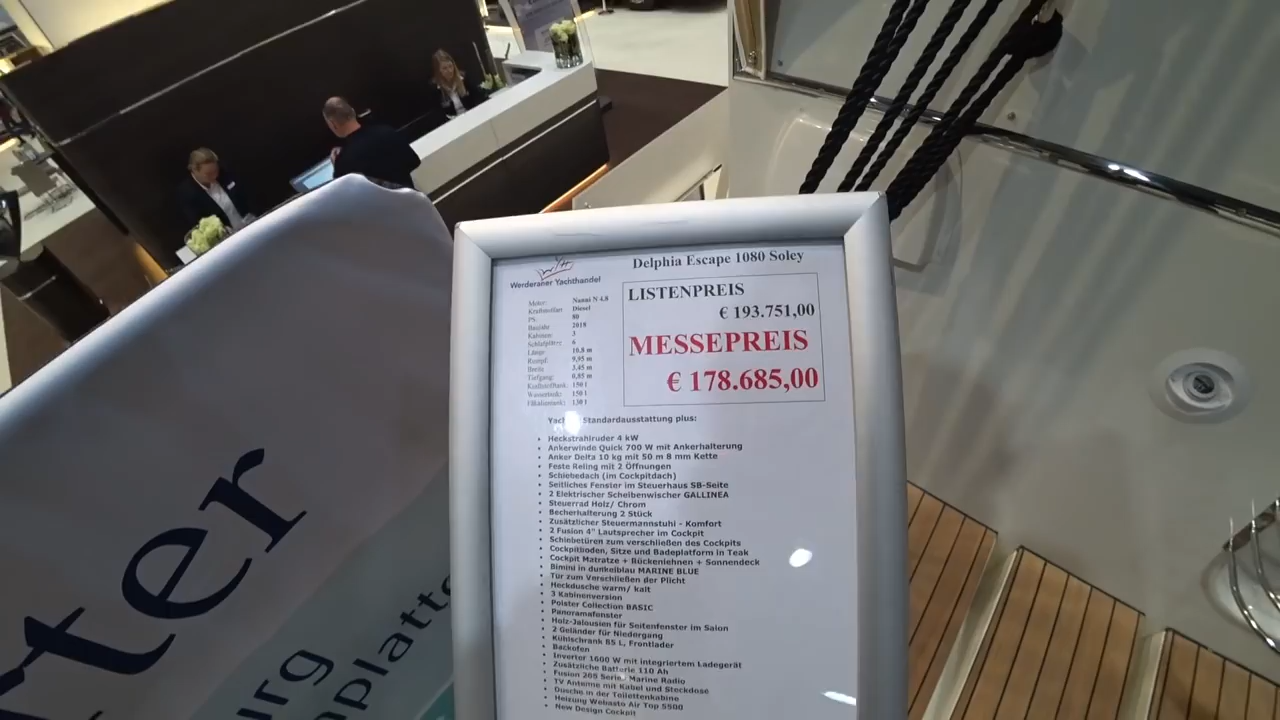 Werderaner Yachthandel
Delphia Escape 1080 Soley
LISTENPREIS
€ 193.751,00
MESSEPREIS
€ 178.685,00
Motor: Nanni N 4.8
Kraftstoffart: Diesel
PS: 80
Baujahr: 2018
Kabinen: 3
Schlafplätze: 6
Länge: 10,8 m
Rumpf: 9,95 m
Breite: 3,45 m
Tiefgang: 0,85 m
Kraftstofftank: 150 l
Wassertank: 150 l
Fäkalientank: 130 l
Standardausstattung plus:
Heckstrahlruder 4 kW
Ankerwinde Quick 700 W mit Ankerhalterung
Anker Delta 10 kg mit 50 m 8 mm Kette
Feste Reling mit 2 Öffnungen
Schiebedach (im Cockpitdach)
Seitliches Fenster im Steuerhaus SB-Seite
2 Elektrischer Scheibenwischer GALLINEA
Steuerrad Holz/ Chrom
Becherhalterung 2 Stück
Zusätzlicher Steuermannstuhl - Komfort
2 Fusion 4" Lautsprecher im Cockpit
Schiebetüren zum verschließen des Cockpits
Cockpitboden, Sitze und Badeplatform in Teak
Cockpit Matratze + Rückenlehnen + Sonnendeck
Bimini in dunkelblau MARINE BLUE
Tür zum Verschließen der Plicht
Heckdusche warm/ kalt
3 Kabinenversion
Polster Collection BASIC
Panoramafenster
Holz-Jalousien für Seitenfenster im Salon
2 Geländer für Niedergang
Kühlschrank 85 L, Frontlader
Backofen
Inverter 1600 W mit integriertem Ladegerät
Zusätzliche Batterie 110 Ah
Fusion 205 Series Marine Radio
TV Antenne mit Kabel und Steckdose
Dusche in der Toilettenkabine
Heizung Webasto Air Top 5500
New Design Cockpit
ter
urg
platt